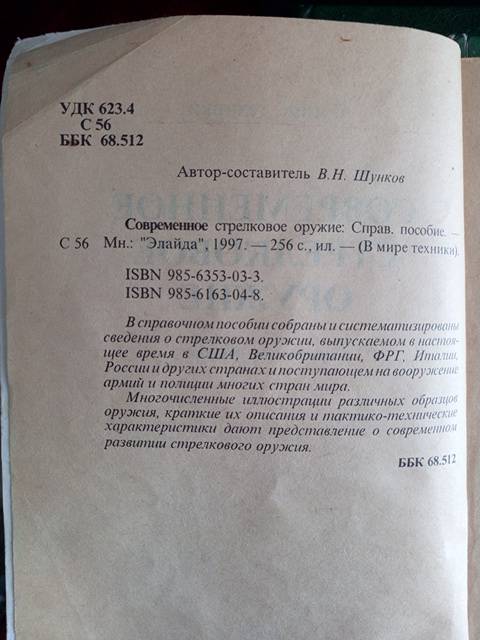 УДК 623.4
С 56
ББК 68.512
Автор-составитель В.Н. Шунков
Современное стрелковое оружие: Справ. пособие. —
С 56 Мн.: "Элайда", 1997. — 256 с., ил. — (В мире техники).
ISBN 985-6353-03-3.
ISBN 985-6163-04-8.
В справочном пособии собраны и систематизированы
сведения о стрелковом оружии, выпускаемом в настоя-
щее время в США, Великобритании, ФРГ, Италии,
России и других странах и поступающем на вооружение
армий и полиции многих стран мира.
Многочисленные иллюстрации различных образцов
оружия, краткие их описания и тактико-технические
характеристики дают представление о современном
развитии стрелкового оружия.
ББК 68.512